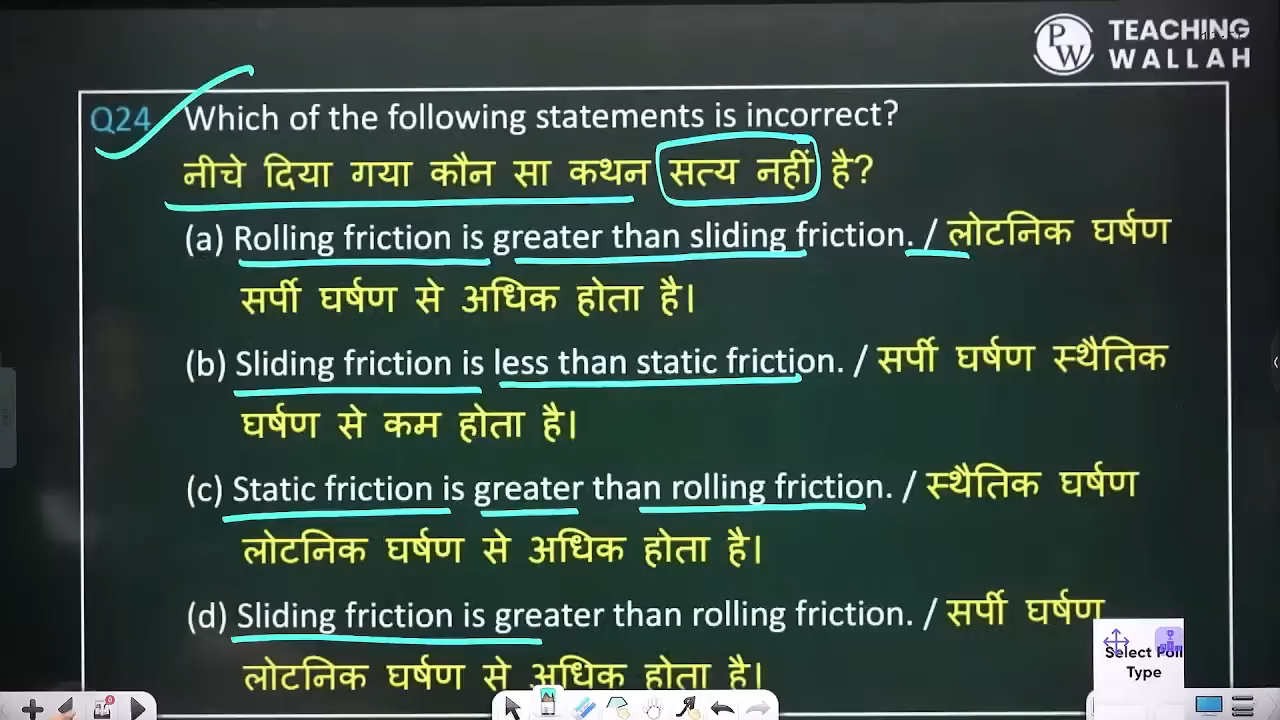 TEACHING
WALLAH
Q24 Which of the following statements is incorrect?
नीचे दिया गया कौन सा कथन सत्य नहीं है?
(a) Rolling friction is greater than sliding friction. / लोटनिक घर्षण
सर्पी घर्षण से अधिक होता है।
(b) Sliding friction is less than static friction. / सर्पी घर्षण स्थैतिक
घर्षण से कम होता है।
(c) Static friction is greater than rolling friction. / स्थैतिक घर्षण
लोटनिक घर्षण से अधिक होता है।
(d) Sliding friction is greater than rolling friction. / सर्पी घर्षण
लोटनिक घर्षण से अधिक होता है।
Select Poll
Type